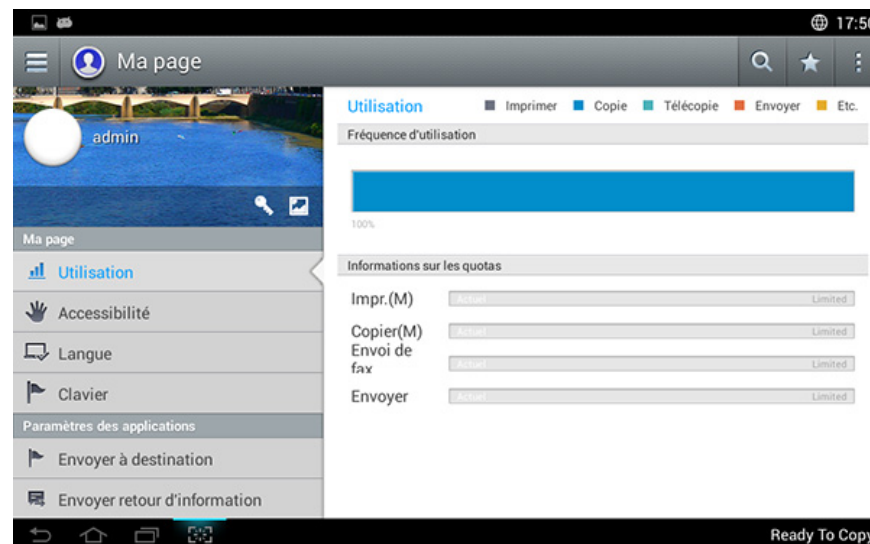 17:50
Ma page
admin
Ma page
Utilisation
Accessibilité
Langue
Clavier
Paramètres des applications
Envoyer à destination
Envoyer retour d'information
Utilisation Imprimer Copie Télécopie Envoyer Etc.
Fréquence d'utilisation
100%
Informations sur les quotas
Impr.(M) Actuel Limited
Copier(M) Actuel Limited
Envoi de
fax Actuel Limited
Envoyer Actuel Limited
Ready To Copy